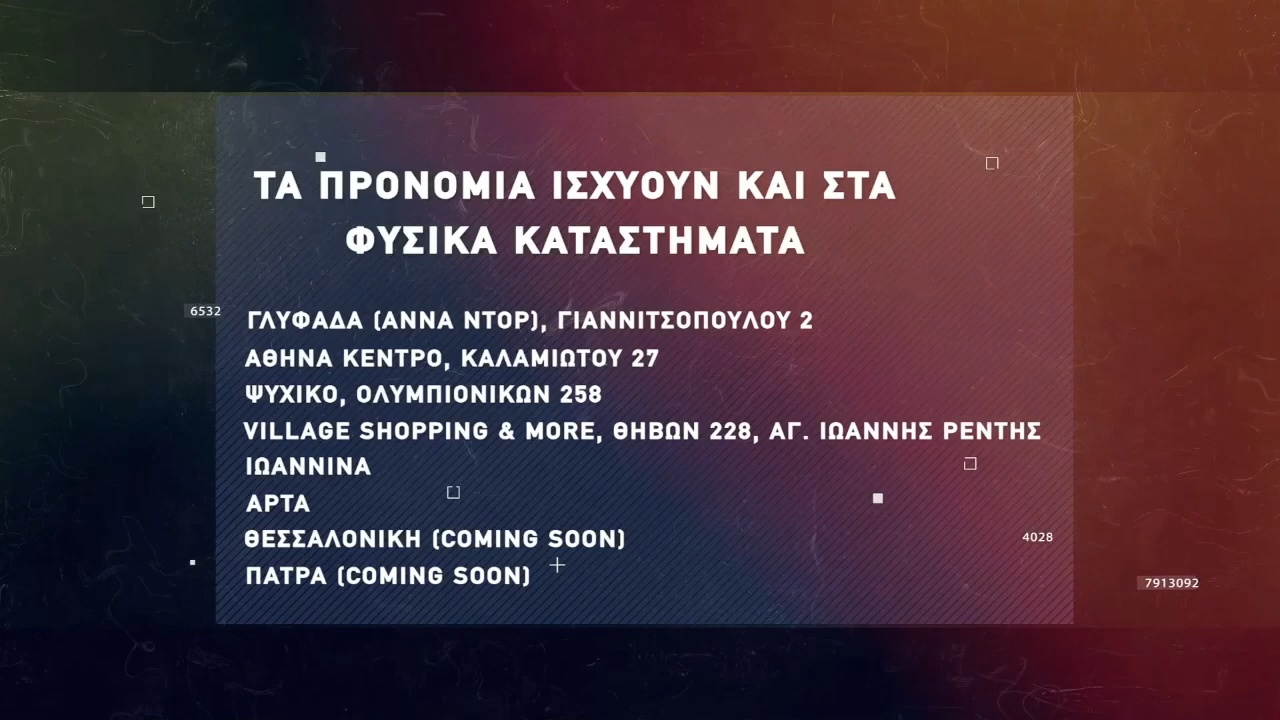 ΤΑ ΠΡΟΝΟΜΙΑ ΙΣΧΥΟΥΝ ΚΑΙ ΣΤΑ
ΦΥΣΙΚΑ ΚΑΤΑΣΤΗΜΑΤΑ
6532
ΓΛΥΦΑΔΑ (ΑΝΝΑ ΝΤΟΡ), ΓΙΑΝΝΙΤΣΟΠΟΥΛΟΥ 2
ΑΘΗΝΑ ΚΕΝΤΡΟ, ΚΑΛΑΜΙΩΤΟΥ 27
ΨΥΧΙΚΟ, ΟΛΥΜΠΙΟΝΙΚΩΝ 258
VILLAGE SHOPPING & MORE, ΘΗΒΩΝ 228, ΑΓ. ΙΩΑΝΝΗΣ ΡΕΝΤΗΣ
ΙΩΑΝΝΙΝΑ
ΑΡΤΑ
ΘΕΣΣΑΛΟΝΙΚΗ (COMING SOON)
4028
ΠΑΤΡΑ (COMING SOON)
7913092